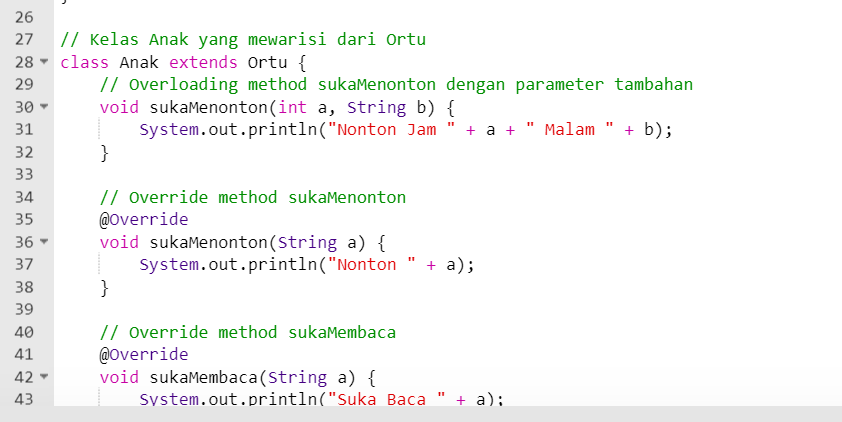 26
27 // Kelas Anak yang mewarisi dari Ortu
28 class Anak extends Ortu {
29     // Overloading method sukaMenonton dengan parameter tambahan
30     void sukaMenonton(int a, String b) {
31         System.out.println("Nonton Jam " + a + " Malam " + b);
32     }
33
34     // Override method sukaMenonton
35     @Override
36     void sukaMenonton(String a) {
37         System.out.println("Nonton " + a);
38     }
39
40     // Override method sukaMembaca
41     @Override
42     void sukaMembaca(String a) {
43         System.out.println("Suka Baca " + a);